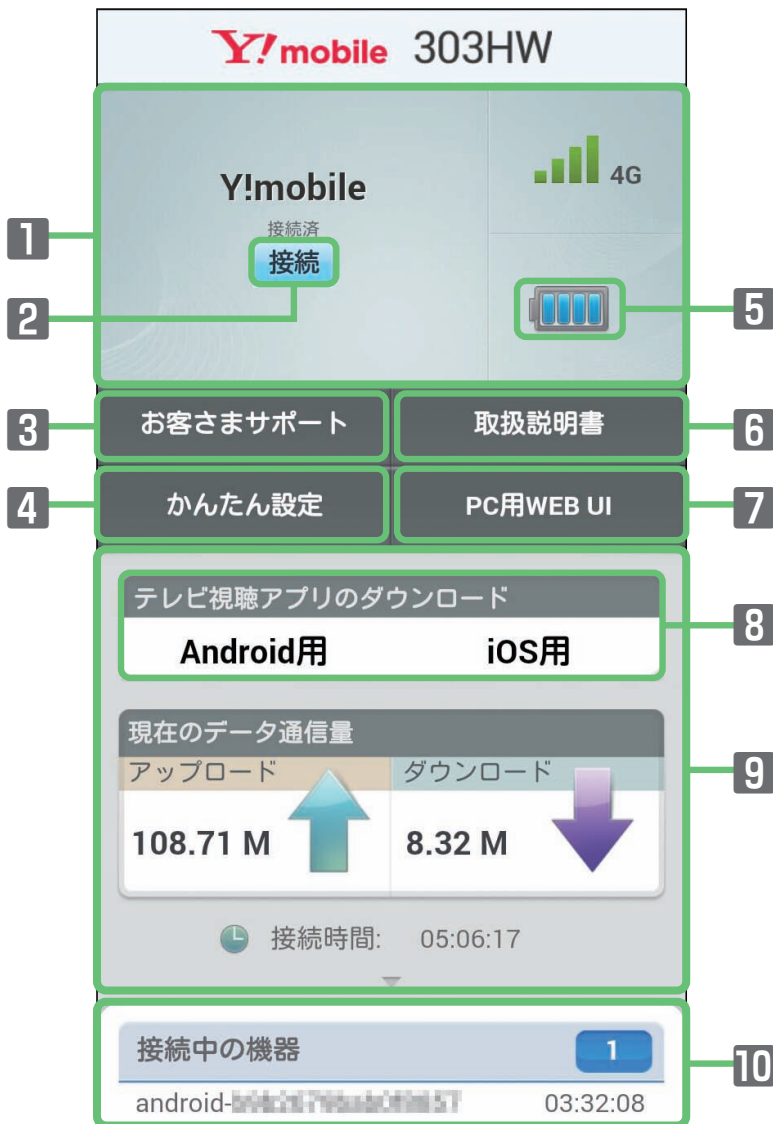 Y!mobile 303HW
Y!mobile
4G
接続済
1
接続
2
5
お客さまサポート 取扱説明書
3
6
かんたん設定 PC用WEB UI
4
7
テレビ視聴アプリのダウンロード
8
Android用 iOS用
現在のデータ通信量
アップロード ダウンロード
9
108.71 M 8.32 M
接続時間: 05:06:17
接続中の機器 1
10
android- 03:32:08